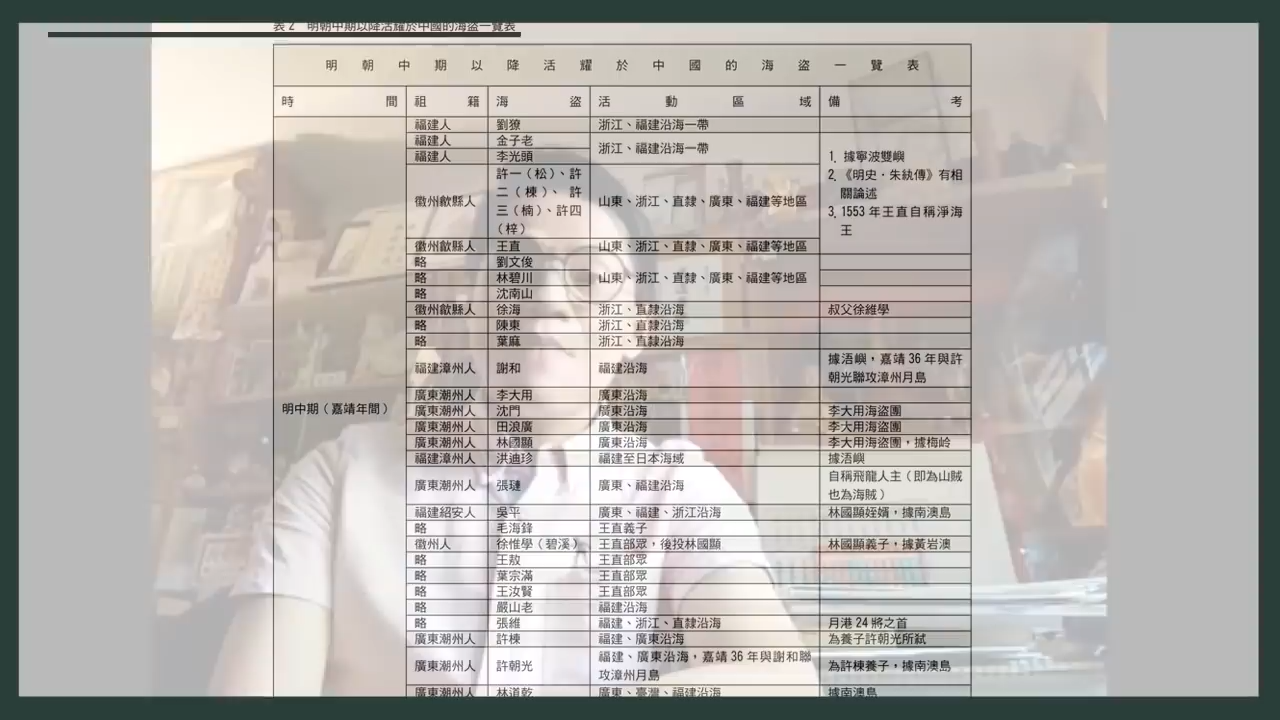 表 2 明朝中期以降活耀於中國的海盜一覽表
明朝中期以降活耀於中國的海盜一覽表
時間 祖籍 海盜 活動區域 備考
明中期（嘉靖年間）
福建人 劉獠 浙江、福建沿海一帶
福建人 金子老 浙江、福建沿海一帶
福建人 李光頭
1. 據寧波雙嶼
2. 《明史·朱紈傳》有相
關論述
3. 1553 年王直自稱淨海
王
徽州歙縣人 許一（松）、許
二（棟）、許
三（楠）、許四
（梓） 山東、浙江、直隸、廣東、福建等地區
徽州歙縣人 王直 山東、浙江、直隸、廣東、福建等地區
略 劉文俊
略 林碧川 山東、浙江、直隸、廣東、福建等地區
略 沈南山
徽州歙縣人 徐海 浙江、直隸沿海 叔父徐維學
略 陳東 浙江、直隸沿海
略 葉麻 浙江、直隸沿海
福建漳州人 謝和 福建沿海 據浯嶼，嘉靖 36 年與許
朝光聯攻漳州月島
廣東潮州人 李大用 廣東沿海
廣東潮州人 沈門 廣東沿海 李大用海盜團
廣東潮州人 田浪廣 廣東沿海 李大用海盜團
廣東潮州人 林國顯 廣東沿海 李大用海盜團，據梅岭
福建漳州人 洪迪珍 福建至日本海域 據浯嶼
廣東潮州人 張璉 廣東、福建沿海 自稱飛龍人主（即為山賊
也為海賊）
福建紹安人 吳平 廣東、福建、浙江沿海 林國顯姪婿，據南澳島
略 毛海鋒 王直義子
徽州人 徐惟學（碧溪） 王直部眾，後投林國顯 林國顯義子，據黃岩澳
略 王敖 王直部眾
略 葉宗滿 王直部眾
略 王汝賢 王直部眾
略 嚴山老 福建沿海
略 張維 福建、浙江、直隸沿海 月港 24 將之首
廣東潮州人 許棟 福建、廣東沿海 為養子許朝光所弒
廣東潮州人 許朝光 福建、廣東沿海，嘉靖 36 年與謝和聯
攻漳州月島 為許棟養子，據南澳島
廣東潮州人 林道乾 廣東、臺灣、福建沿海 據南澳島